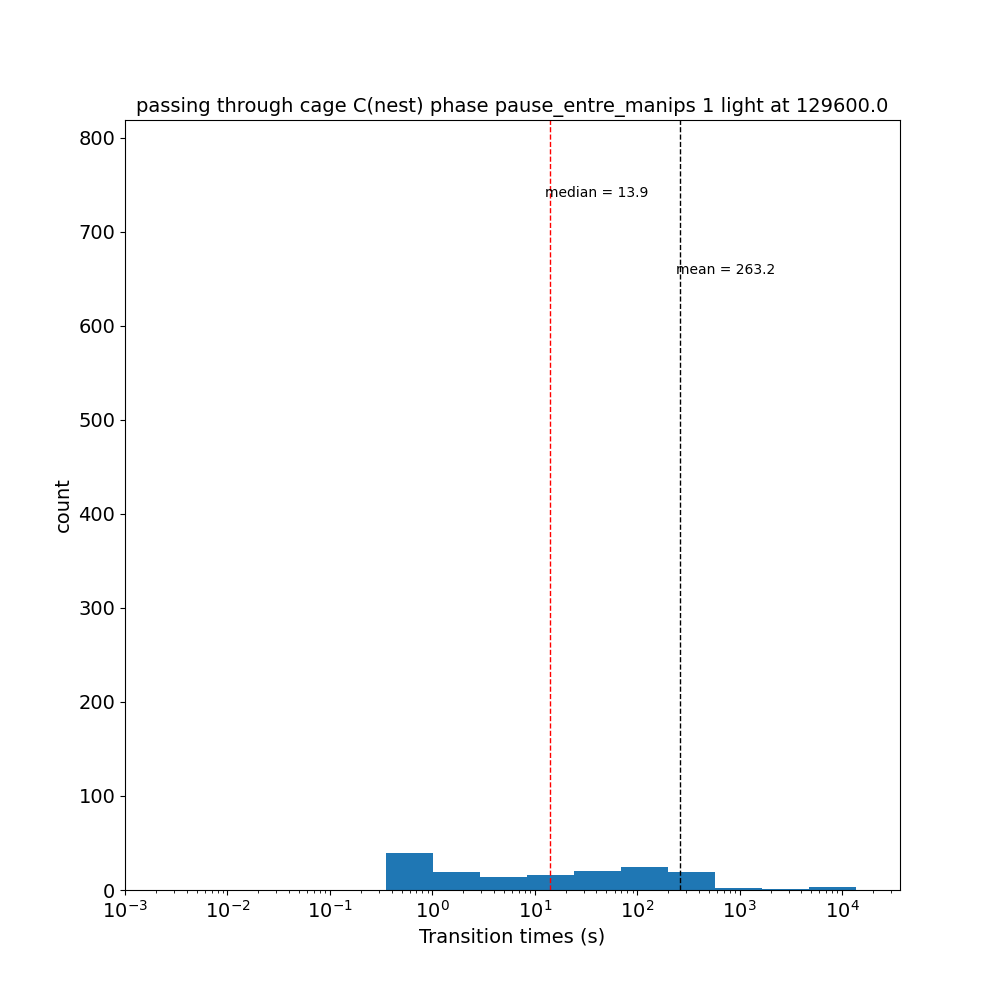 passing through cage C(nest) phase pause_entre_manips 1 light at 129600.0
800
700
600
500
400
300
200
100
0
count
median = 13.9
mean = 263.2
10⁻³ 10⁻² 10⁻¹ 10⁰ 10¹ 10² 10³ 10⁴
Transition times (s)